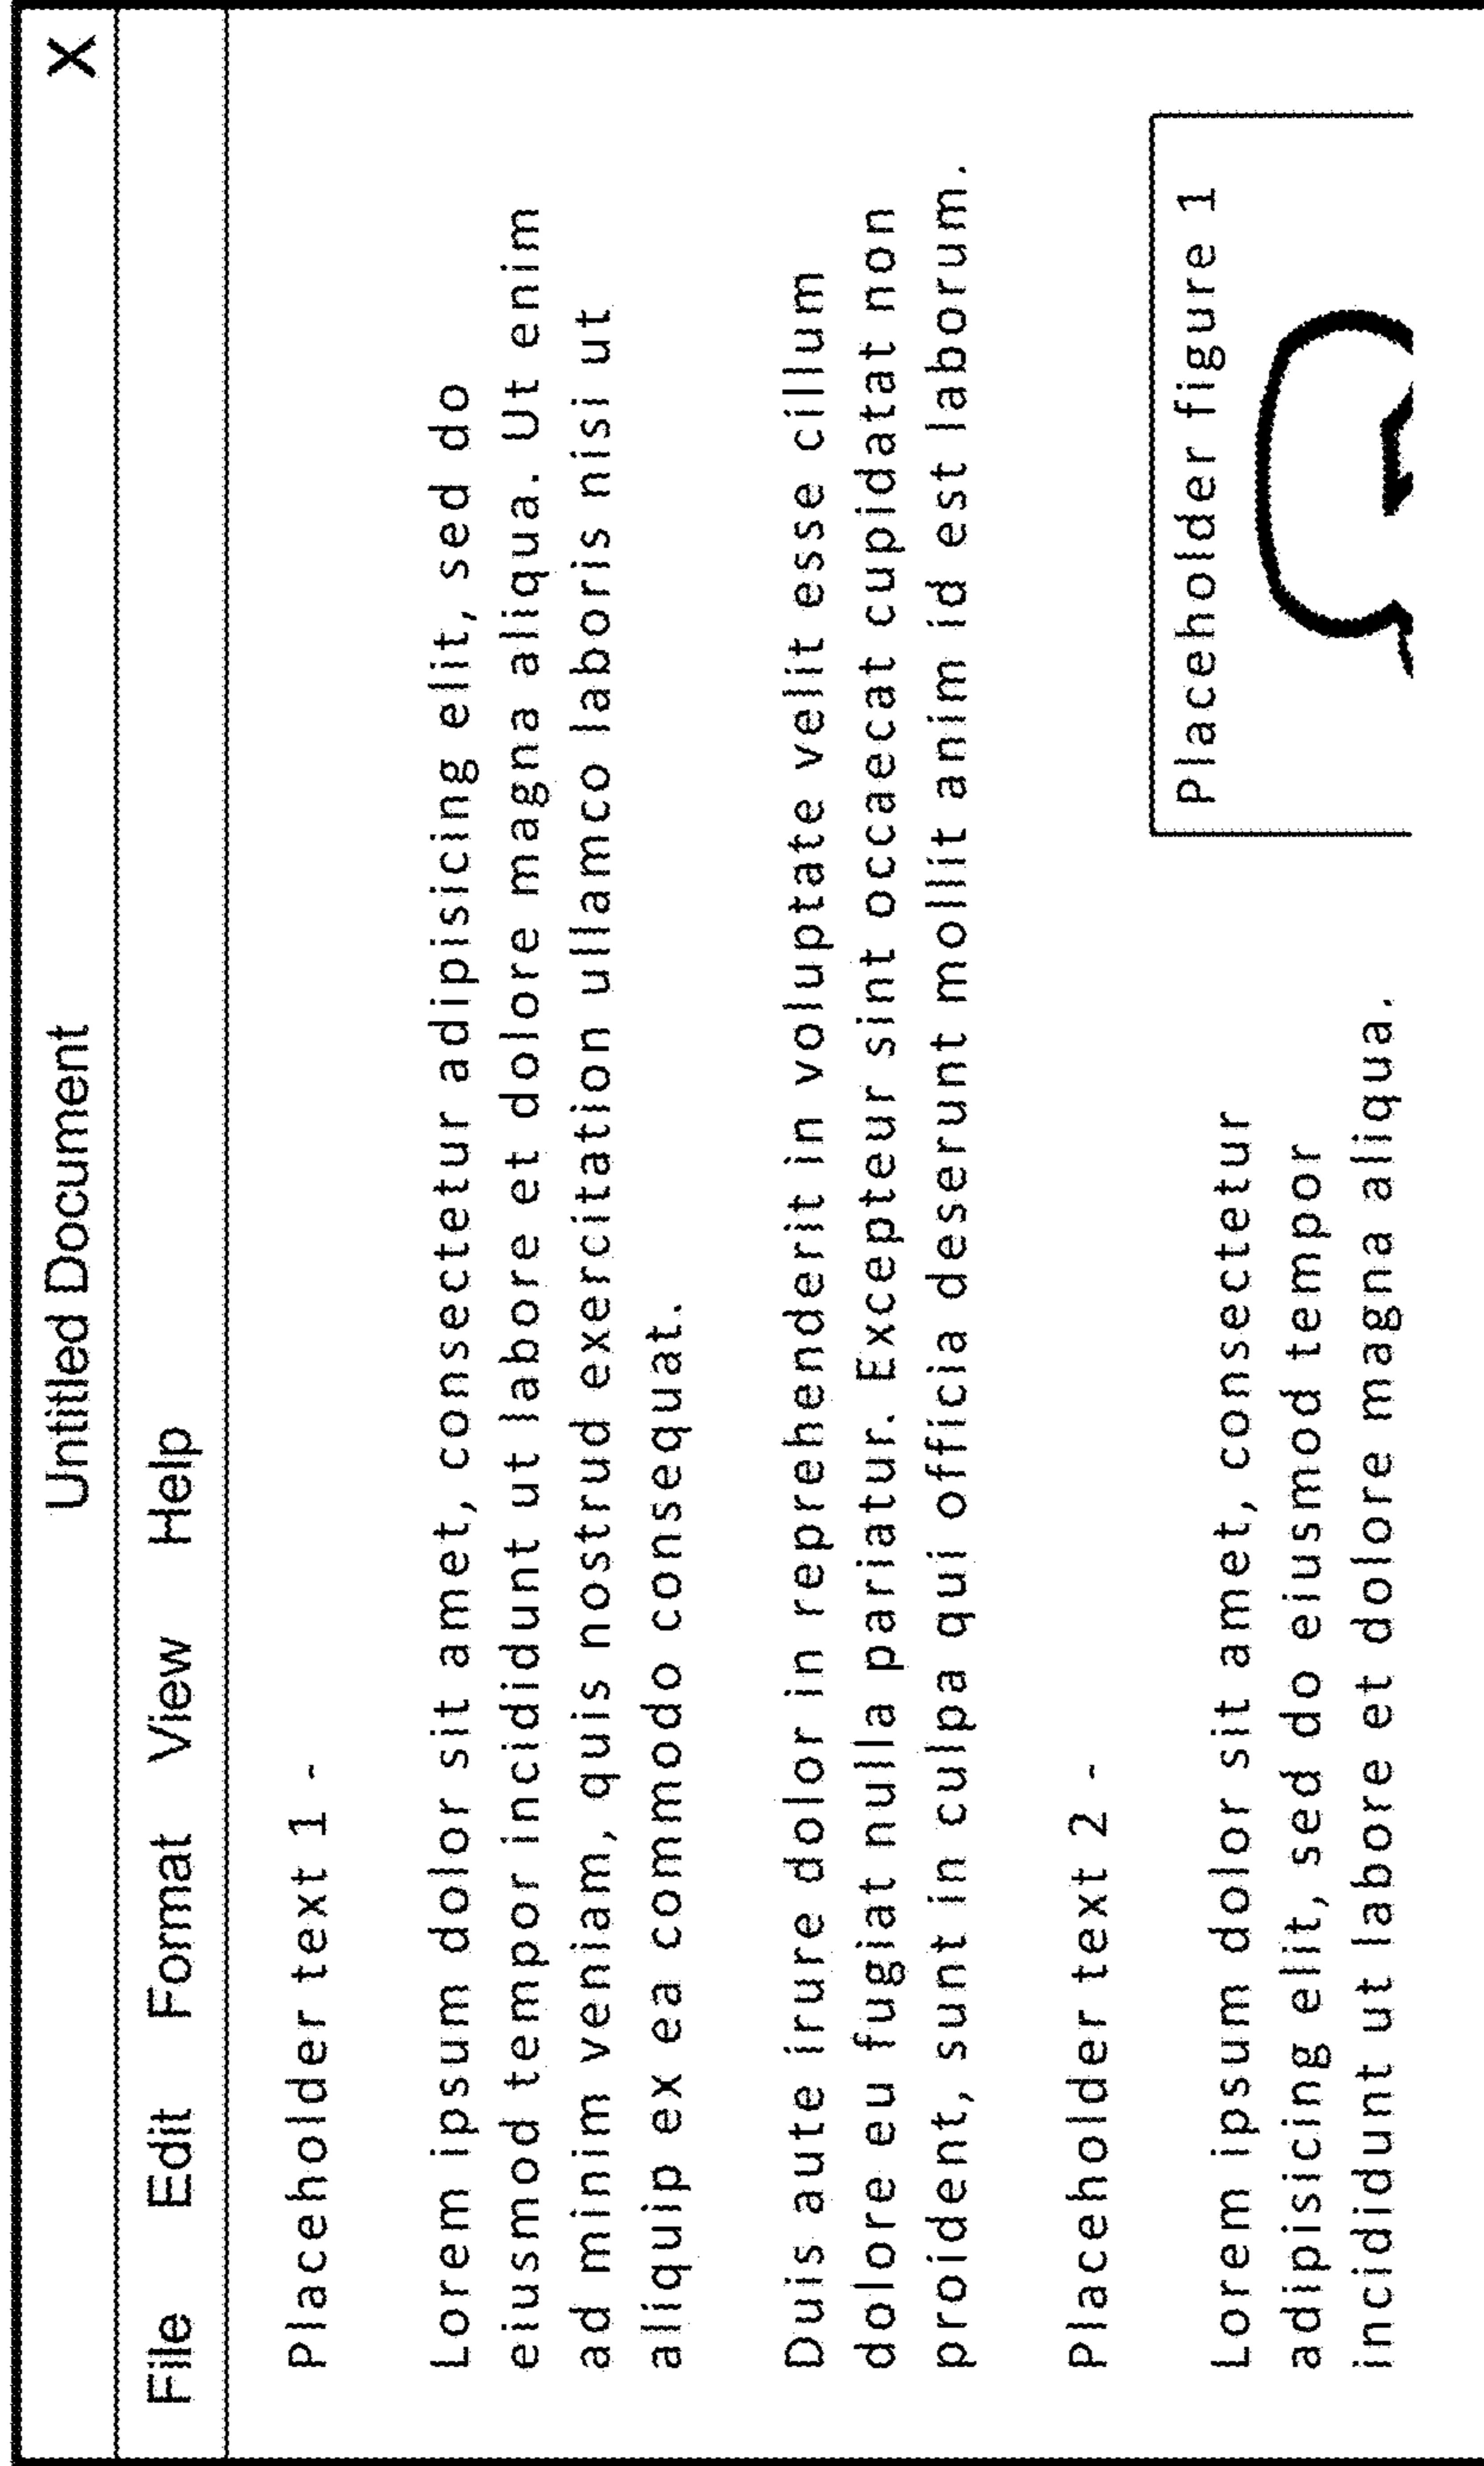 Untitled Document X
File Edit Format View Help
Placeholder text 1 -
Lorem ipsum dolor sit amet, consectetur adipisicing elit, sed do
eiusmod tempor incididunt ut labore et dolore magna aliqua. Ut enim
ad minim veniam, quis nostrud exercitation ullamco laboris nisi ut
aliquip ex ea commodo consequat.
Duis aute irure dolor in reprehenderit in voluptate velit esse cillum
dolore eu fugiat nulla pariatur. Excepteur sint occaecat cupidatat non
proident, sunt in culpa qui officia deserunt mollit anim id est laborum.
Placeholder text 2 -
Lorem ipsum dolor sit amet, consectetur
adipisicing elit, sed do eiusmod tempor
incididunt ut labore et dolore magna aliqua.
Placeholder figure 1